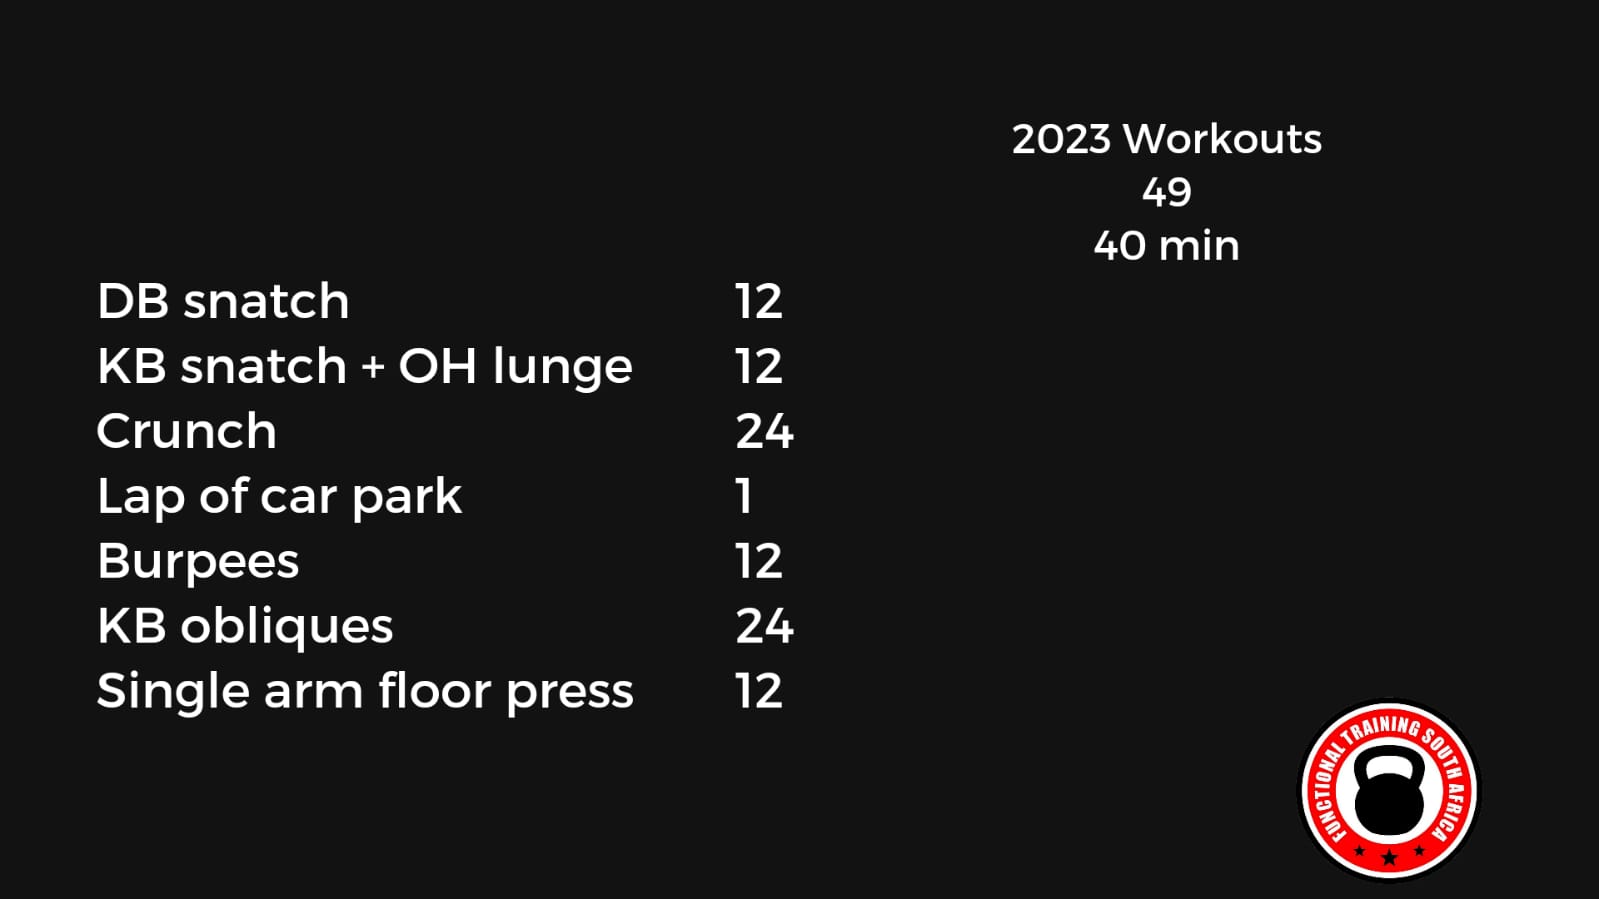 2023 Workouts
49
40 min
DB snatch 12
KB snatch + OH lunge 12
Crunch 24
Lap of car park 1
Burpees 12
KB obliques 24
Single arm floor press 12
FUNCTIONAL TRAINING SOUTH AFRICA